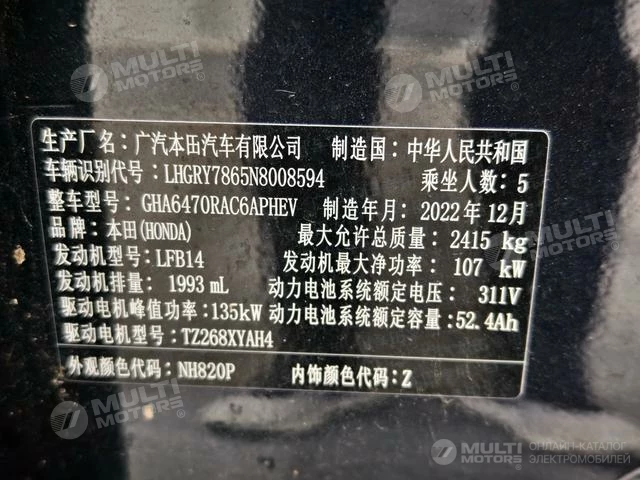 MULTI MOTORS
MULTI MOTORS
生产厂名：广汽本田汽车有限公司 制造国：中华人民共和国
车辆识别代号：LHGRY7865N8008594 乘坐人数：5
整车型号：GHA6470RAC6APHEV 制造年月：2022年12月
品牌：本田(HONDA) 最大允许总质量：2415 kg
发动机型号：LFB14 发动机最大净功率：107 kW
发动机排量：1993 mL 动力电池系统额定电压：311V
驱动电机峰值功率：135kW 动力电池系统额定容量：52.4Ah
驱动电机型号：TZ268XYAH4
外观颜色代码：NH820P 内饰颜色代码：Z
MULTI MOTORS
MULTI MOTORS
MULTI MOTORS ОНЛАЙН-КАТАЛОГ ЭЛЕКТРОМОБИЛЕЙ